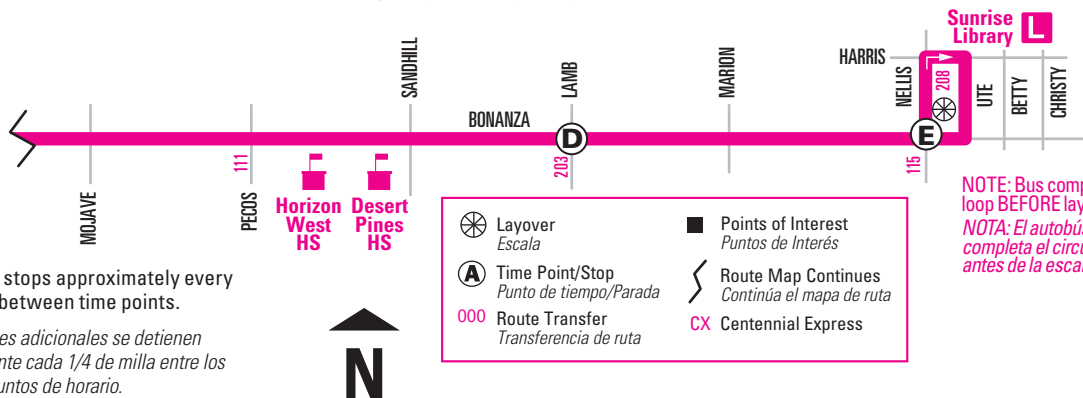 Sunrise
Library L
HARRIS
NELLIS
208
UTE
BETTY
CHRISTY
SANDHILL
LAMB
MARION
BONANZA
D
E
111
203
115
MOJAVE
PECOS
Horizon
West
HS
Desert
Pines
HS
NOTE: Bus comp
loop BEFORE lay
NOTA: El autobús
completa el circu
antes de la escal
Layover
Escala
A Time Point/Stop
Punto de tiempo/Parada
000 Route Transfer
Transferencia de ruta
Points of Interest
Puntos de Interés
Route Map Continues
Continúa el mapa de ruta
CX Centennial Express
stops approximately every
between time points.
es adicionales se detienen
nte cada 1/4 de milla entre los
untos de horario.
N